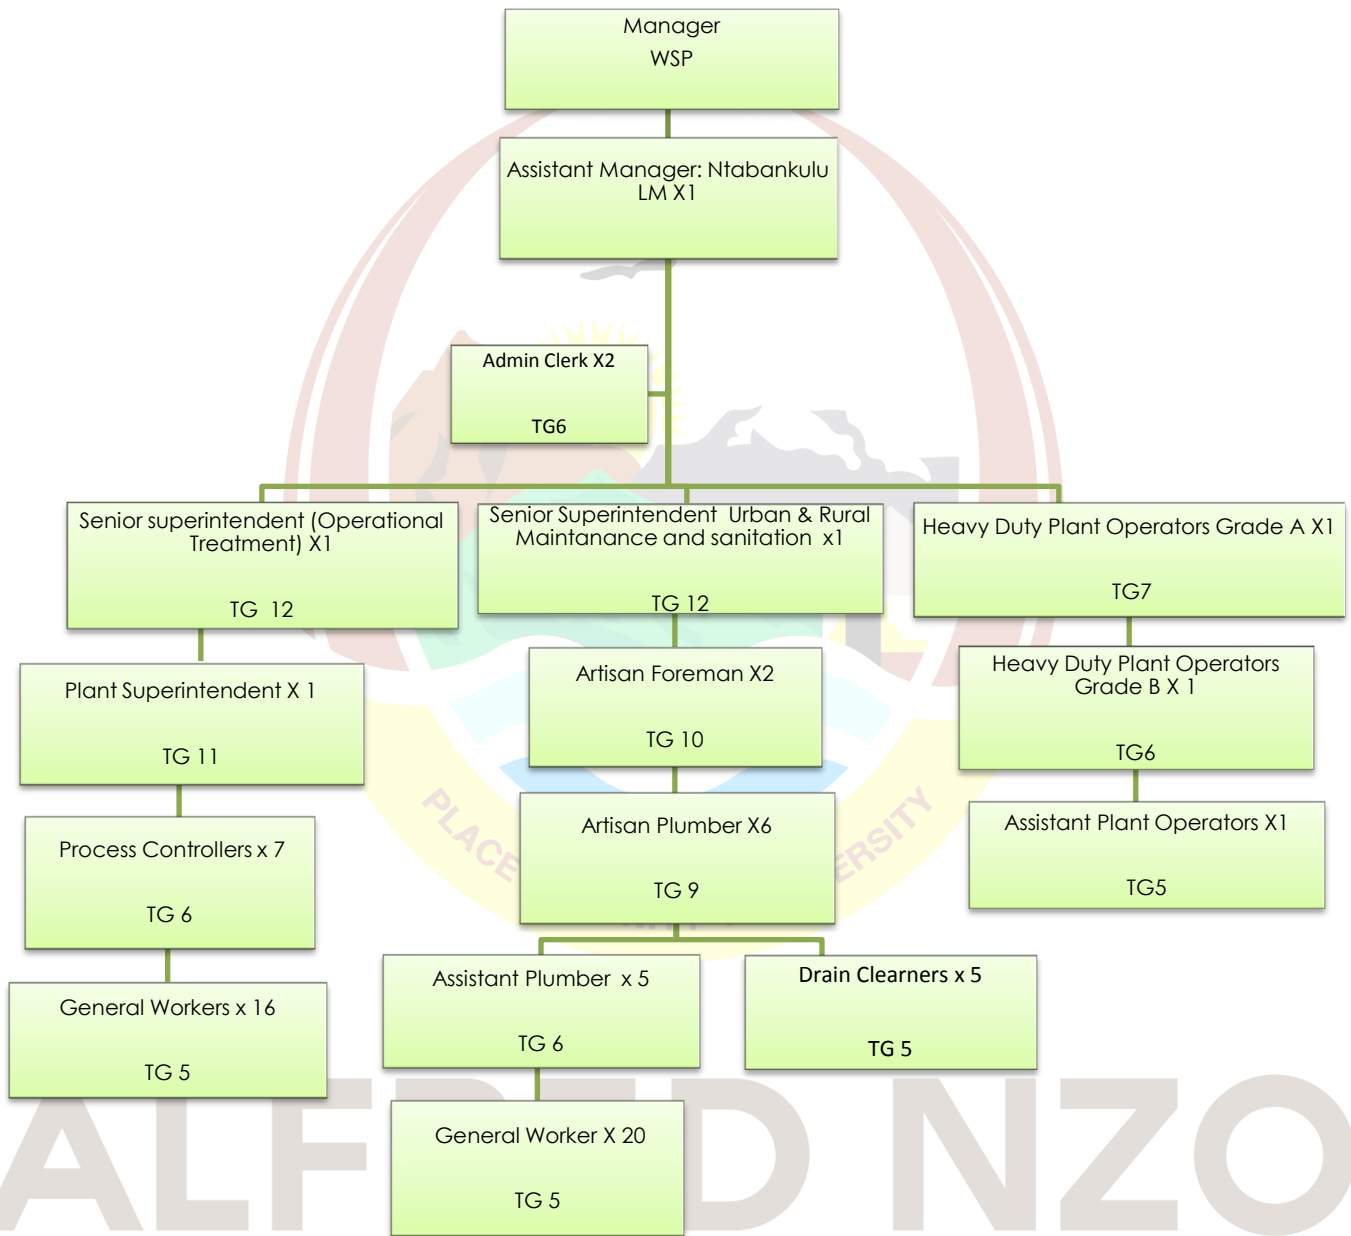 Manager
WSP
Assistant Manager: Ntabankulu
LM X1
Admin Clerk X2
TG6
Senior superintendent (Operational
Treatment) X1
TG 12
Senior Superintendent Urban & Rural
Maintanance and sanitation x1
TG 12
Heavy Duty Plant Operators Grade A X1
TG7
Plant Superintendent X 1
TG 11
Artisan Foreman X2
TG 10
Heavy Duty Plant Operators
Grade B X 1
TG6
Process Controllers x 7
TG 6
Artisan Plumber X6
TG 9
Assistant Plant Operators X1
TG5
General Workers x 16
TG 5
Assistant Plumber x 5
TG 6
Drain Clearners x 5
TG 5
General Worker X 20
TG 5
PLACE
ALFRED NZO